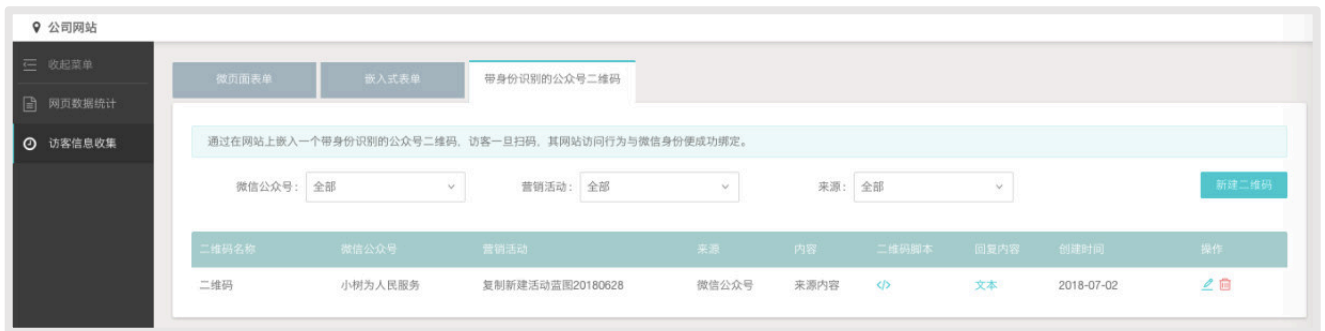 公司网站
收起菜单
网页数据统计
访客信息收集
微页面表单 嵌入式表单 带身份识别的公众号二维码
通过在网站上嵌入一个带身份识别的公众号二维码，访客一旦扫码，其网站访问行为与微信身份便成功绑定。
微信公众号： 全部 营销活动： 全部 来源： 全部 新建二维码
二维码名称 微信公众号 营销活动 来源 内容 二维码脚本 回复内容 创建时间 操作
二维码 小树为人民服务 复制新建活动蓝图20180628 微信公众号 来源内容 </> 文本 2018-07-02